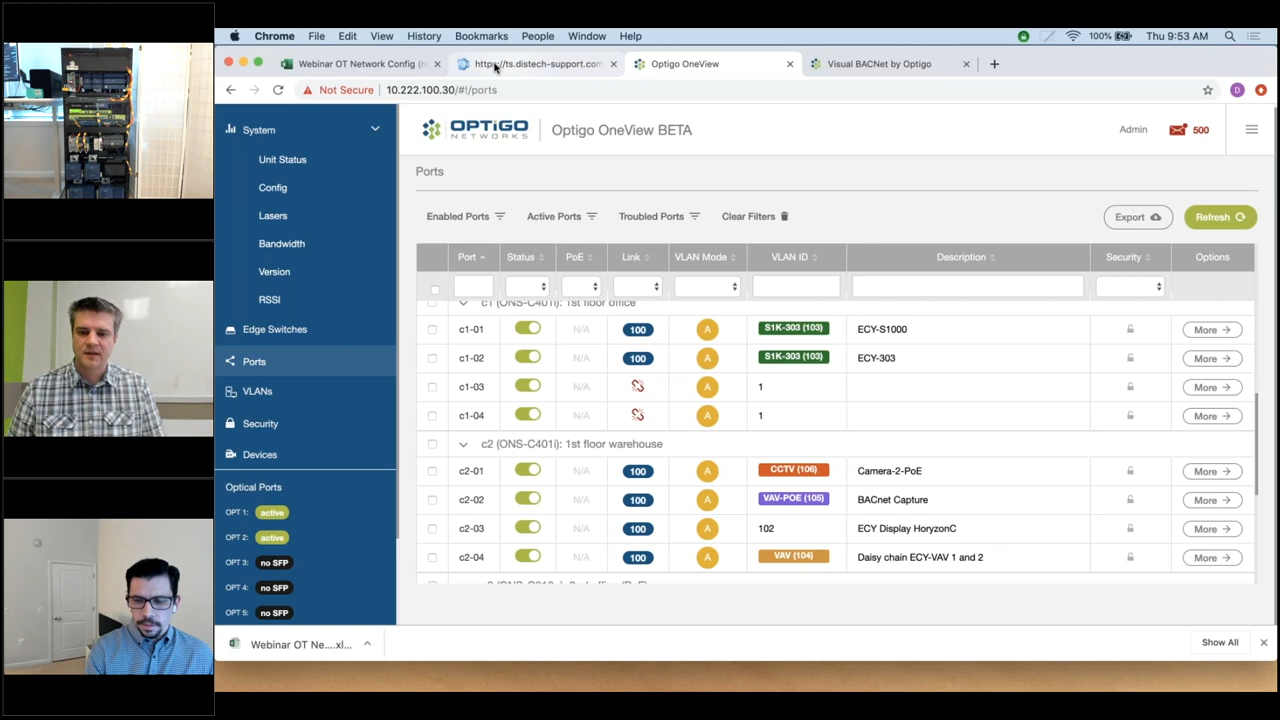 Chrome File Edit View History Bookmarks People Window Help 100% Thu 9:53 AM
Webinar OT Network Config (r https://ts.distech-support.com Optigo OneView Visual BACNet by Optigo
Not Secure 10.222.100.30/#!/ports D
System
Unit Status
Config
Lasers
Bandwidth
Version
RSSI
Edge Switches
Ports
VLANs
Security
Devices
Optical Ports
OPT 1: active
OPT 2: active
OPT 3: no SFP
OPT 4: no SFP
OPT 5: no SFP
OPTIGO NETWORKS Optigo OneView BETA Admin 500
Ports
Enabled Ports Active Ports Troubled Ports Clear Filters Export Refresh
Port Status PoE Link VLAN Mode VLAN ID Description Security Options
c1 (ONS-C401i): 1st floor office
c1-01 N/A 100 A S1K-303 (103) ECY-S1000 More
c1-02 N/A 100 A S1K-303 (103) ECY-303 More
c1-03 N/A A 1 More
c1-04 N/A A 1 More
c2 (ONS-C401i): 1st floor warehouse
c2-01 N/A 100 A CCTV (106) Camera-2-PoE More
c2-02 N/A 100 A VAV-POE (105) BACnet Capture More
c2-03 N/A 100 A 102 ECY Display HoryzonC More
c2-04 N/A 100 A VAV (104) Daisy chain ECY-VAV 1 and 2 More
Webinar OT Ne....xl... Show All